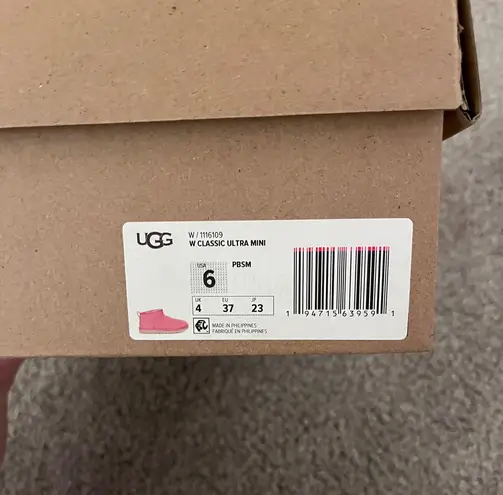 UGG
W / 1116109
W CLASSIC ULTRA MINI
USA
6
PBSM
UK EU JP
4 37 23
MADE IN PHILIPPINES
FABRIQUÉ EN PHILIPPINES
1 94715 63959 1